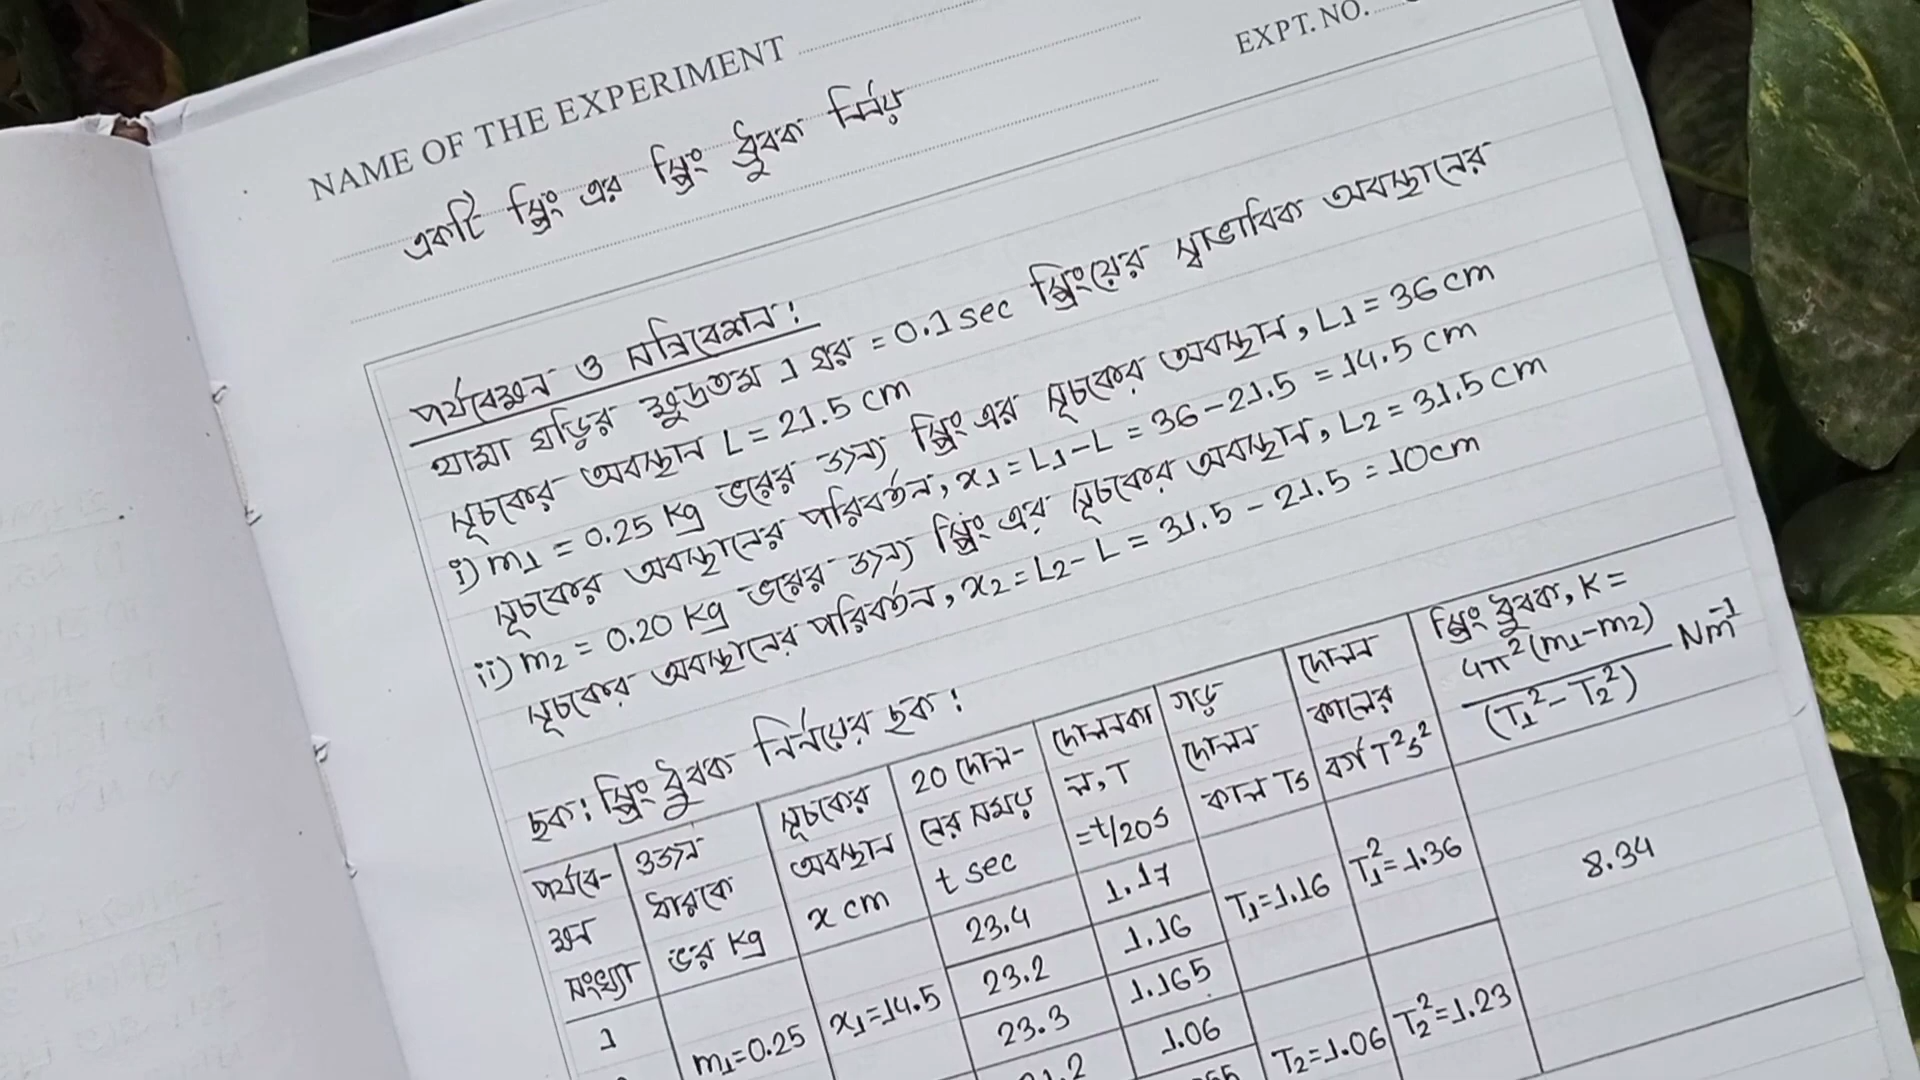 NAME OF THE EXPERIMENT
EXPT. NO.
একটি স্প্রিং এর স্প্রিং ধ্রুবক নির্ণয়
পর্যবেক্ষণ ও সন্নিবেশন:
থামা ঘড়ির ক্ষুদ্রতম 1 ঘর = 0.1 sec স্প্রিংয়ের স্বাভাবিক অবস্থানের
সূচকের অবস্থান L = 21.5 cm
i) m1 = 0.25 kg ভরের জন্য স্প্রিং এর সূচকের অবস্থান, L1 = 36 cm
সূচকের অবস্থানের পরিবর্তন, x1 = L1-L = 36-21.5 = 14.5 cm
ii) m2 = 0.20 kg ভরের জন্য স্প্রিং এর সূচকের অবস্থান, L2 = 31.5 cm
সূচকের অবস্থানের পরিবর্তন, x2 = L2-L = 31.5 - 21.5 = 10cm
ছক: স্প্রিং ধ্রুবক নির্ণয়ের ছক:
পর্যবে-
ক্ষন
সংখ্যা
ওজন
ধারকে
ভর kg
সূচকের
অবস্থান
x cm
20 দোল-
নের সময়
t sec
দোলনকা
ল, T
=t/20s
গড়
দোলন
কাল Ts
দোলন
কালের
বর্গ T²s²
স্প্রিং ধ্রুবক, K =
4π²(m1-m2)
(T1²-T2²)
Nm⁻¹
1
m1=0.25
x1=14.5
23.4
23.2
23.3
1.17
1.16
1.165
1.06
T1=1.16
T1²=1.36
8.34
T2=1.06
T2²=1.23